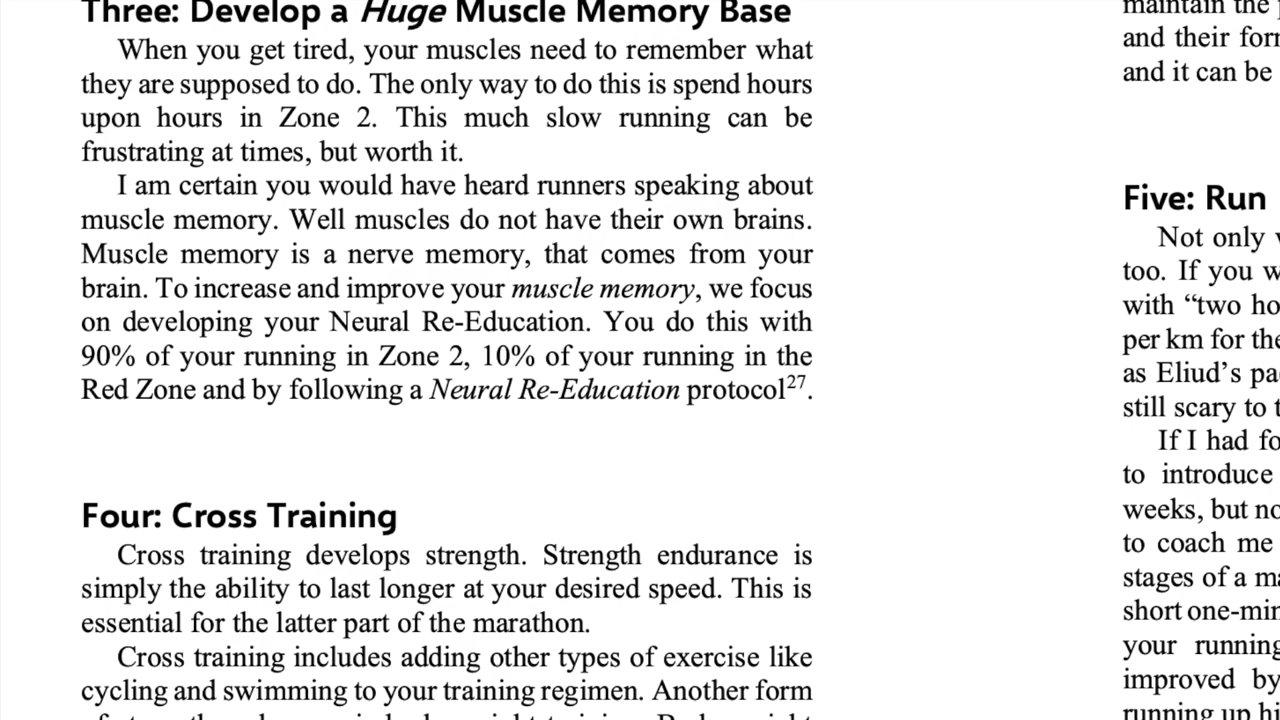 Three: Develop a Huge Muscle Memory Base
When you get tired, your muscles need to remember what
they are supposed to do. The only way to do this is spend hours
upon hours in Zone 2. This much slow running can be
frustrating at times, but worth it.
I am certain you would have heard runners speaking about
muscle memory. Well muscles do not have their own brains.
Muscle memory is a nerve memory, that comes from your
brain. To increase and improve your muscle memory, we focus
on developing your Neural Re-Education. You do this with
90% of your running in Zone 2, 10% of your running in the
Red Zone and by following a Neural Re-Education protocol27.
Four: Cross Training
Cross training develops strength. Strength endurance is
simply the ability to last longer at your desired speed. This is
essential for the latter part of the marathon.
Cross training includes adding other types of exercise like
cycling and swimming to your training regimen. Another form
maintain the
and their
and it can be
Five: Run
Not only
too. If you
with “two
per km for
as Eliud’s
still scary to
If I had
to introduce
weeks, but
to coach me
stages of a
short
your running
improved by
running up